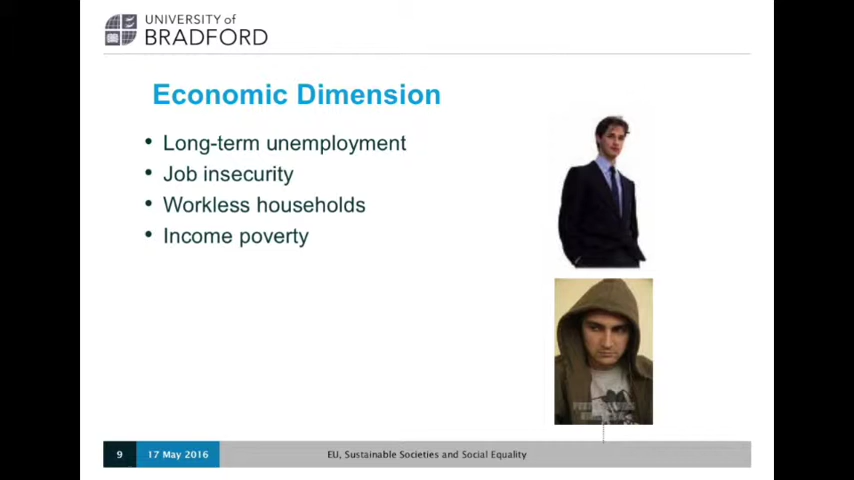 UNIVERSITY of
BRADFORD
Economic Dimension
• Long-term unemployment
• Job insecurity
• Workless households
• Income poverty
9 17 May 2016 EU, Sustainable Societies and Social Equality